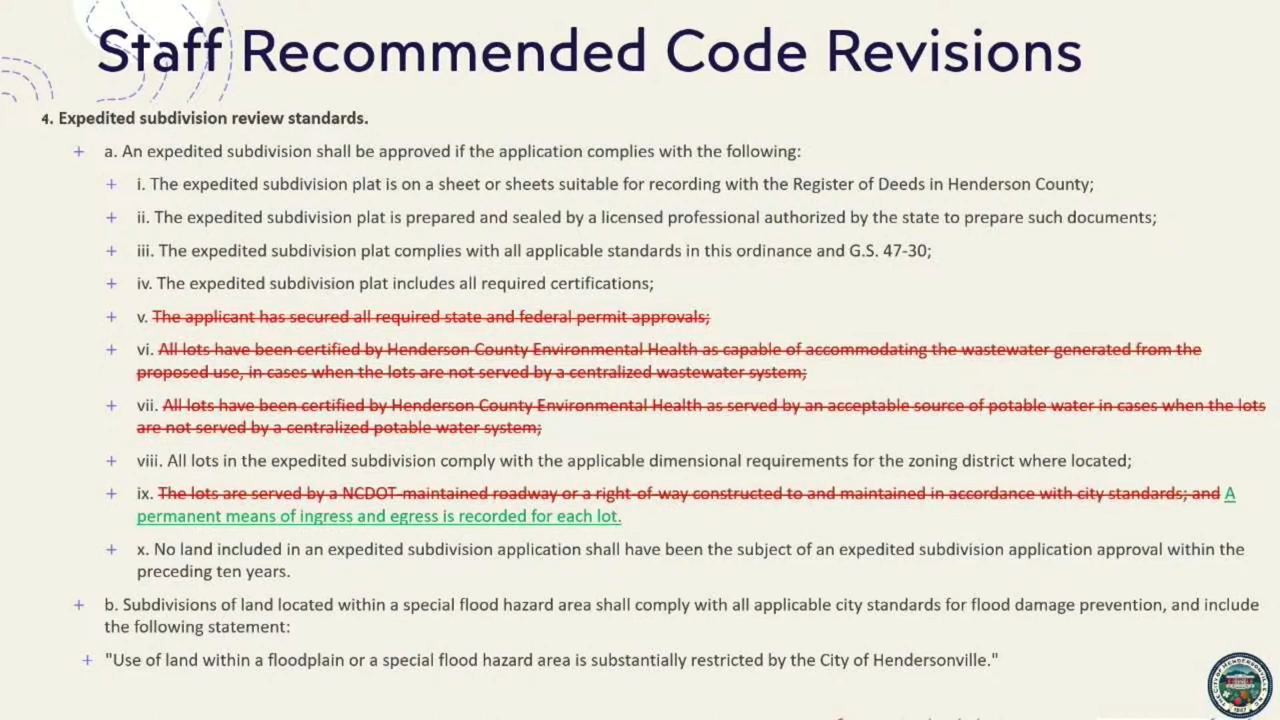 Staff Recommended Code Revisions
4. Expedited subdivision review standards.
+ a. An expedited subdivision shall be approved if the application complies with the following:
+ i. The expedited subdivision plat is on a sheet or sheets suitable for recording with the Register of Deeds in Henderson County;
+ ii. The expedited subdivision plat is prepared and sealed by a licensed professional authorized by the state to prepare such documents;
+ iii. The expedited subdivision plat complies with all applicable standards in this ordinance and G.S. 47-30;
+ iv. The expedited subdivision plat includes all required certifications;
+ v. The applicant has secured all required state and federal permit approvals;
+ vi. All lots have been certified by Henderson County Environmental Health as capable of accommodating the wastewater generated from the
proposed use, in cases when the lots are not served by a centralized wastewater system;
+ vii. All lots have been certified by Henderson County Environmental Health as served by an acceptable source of potable water in cases when the lots
are not served by a centralized potable water system;
+ viii. All lots in the expedited subdivision comply with the applicable dimensional requirements for the zoning district where located;
+ ix. The lots are served by a NCDOT-maintained roadway or a right-of-way constructed to and maintained in accordance with city standards; and A
permanent means of ingress and egress is recorded for each lot.
+ x. No land included in an expedited subdivision application shall have been the subject of an expedited subdivision application approval within the
preceding ten years.
+ b. Subdivisions of land located within a special flood hazard area shall comply with all applicable city standards for flood damage prevention, and include
the following statement:
+ "Use of land within a floodplain or a special flood hazard area is substantially restricted by the City of Hendersonville."